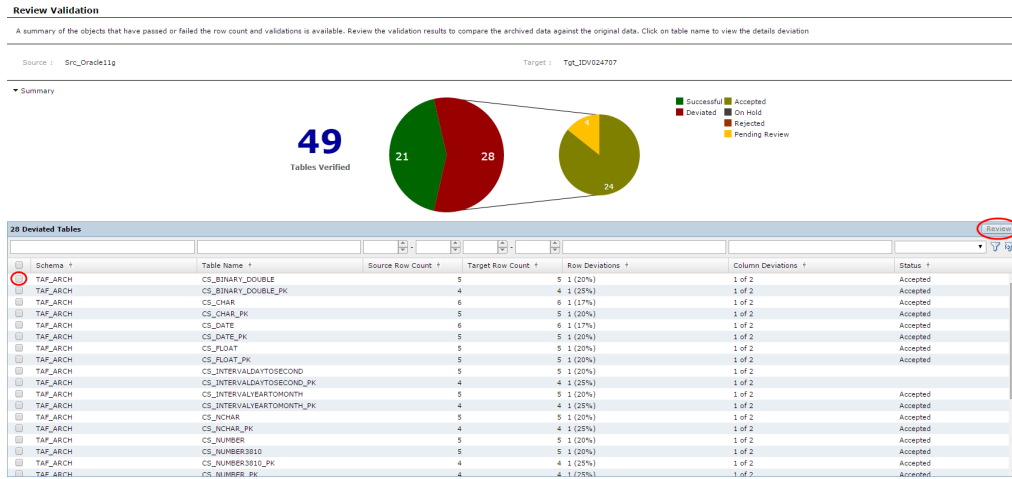 Review Validation
A summary of the objects that have passed or failed the row count and validations is available. Review the validation results to compare the archived data against the original data. Click on table name to view the details deviation
Source : Src_Oracle11g Target : Tgt_IDV024707
Summary
49
Tables Verified
21 28
4
24
Successful Accepted
Deviated On Hold
Rejected
Pending Review
28 Deviated Tables Review
- -
Schema Table Name Source Row Count Target Row Count Row Deviations Column Deviations Status
TAF_ARCH CS_BINARY_DOUBLE 5 5 1 (20%) 1 of 2 Accepted
TAF_ARCH CS_BINARY_DOUBLE_PK 4 4 1 (25%) 1 of 2 Accepted
TAF_ARCH CS_CHAR 6 6 1 (17%) 1 of 2 Accepted
TAF_ARCH CS_CHAR_PK 5 5 1 (20%) 1 of 2 Accepted
TAF_ARCH CS_DATE 6 6 1 (17%) 1 of 2 Accepted
TAF_ARCH CS_DATE_PK 5 5 1 (20%) 1 of 2 Accepted
TAF_ARCH CS_FLOAT 5 5 1 (20%) 1 of 2 Accepted
TAF_ARCH CS_FLOAT_PK 5 5 1 (20%) 1 of 2 Accepted
TAF_ARCH CS_INTERVALDAYTOSECOND 5 5 1 (20%) 1 of 2
TAF_ARCH CS_INTERVALDAYTOSECOND_PK 4 4 1 (25%) 1 of 2
TAF_ARCH CS_INTERVALYEARTOMONTH 5 5 1 (20%) 1 of 2 Accepted
TAF_ARCH CS_INTERVALYEARTOMONTH_PK 4 4 1 (25%) 1 of 2 Accepted
TAF_ARCH CS_NCHAR 5 5 1 (20%) 1 of 2 Accepted
TAF_ARCH CS_NCHAR_PK 4 4 1 (25%) 1 of 2 Accepted
TAF_ARCH CS_NUMBER 5 5 1 (20%) 1 of 2 Accepted
TAF_ARCH CS_NUMBER3810 5 5 1 (20%) 1 of 2 Accepted
TAF_ARCH CS_NUMBER3810_PK 4 4 1 (25%) 1 of 2 Accepted
TAF_ARCH CS_NUMBER_PK 4 4 1 (25%) 1 of 2 Accepted